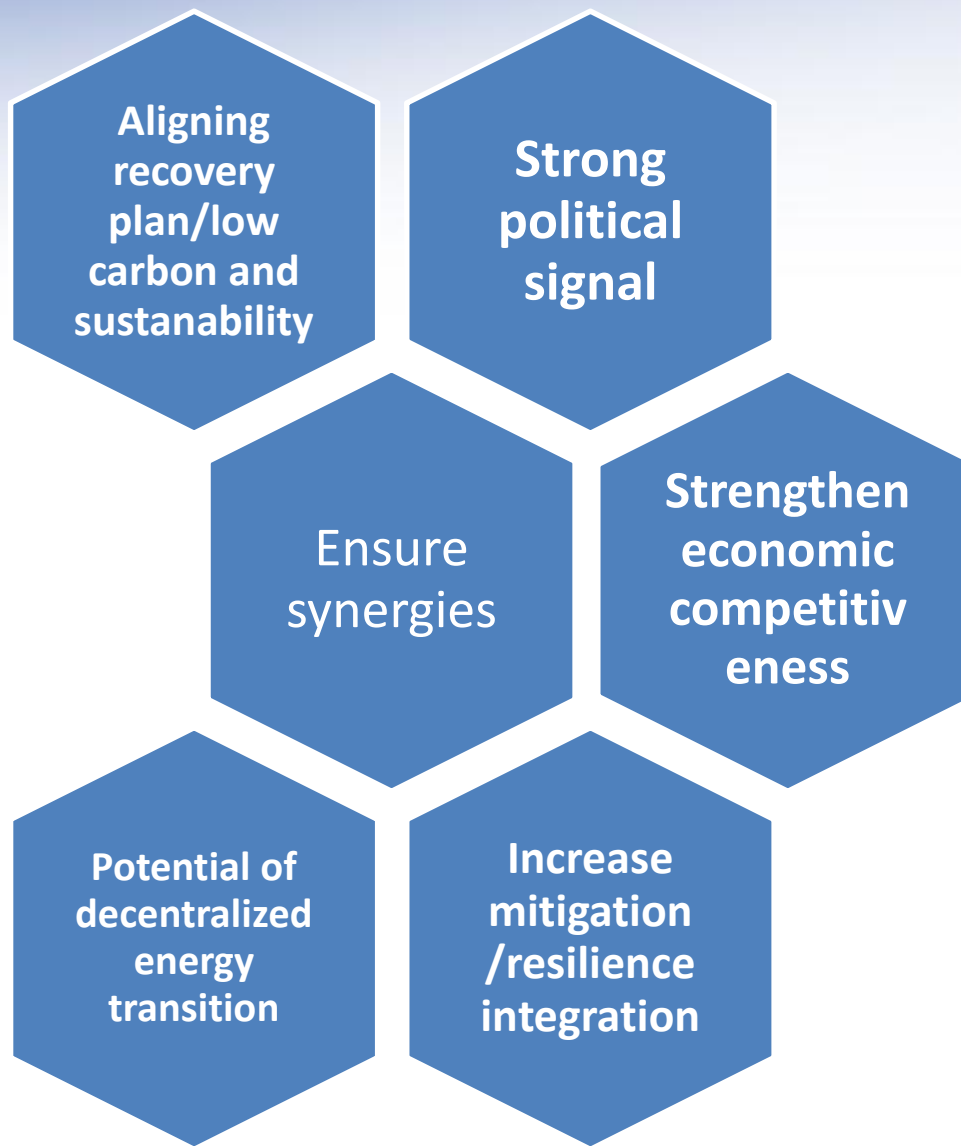 Aligning
recovery
plan/low
carbon and
sustanability
Strong
political
signal
Ensure
synergies
Strengthen
economic
competitiv
eness
Potential of
decentralized
energy
transition
Increase
mitigation
/resilience
integration